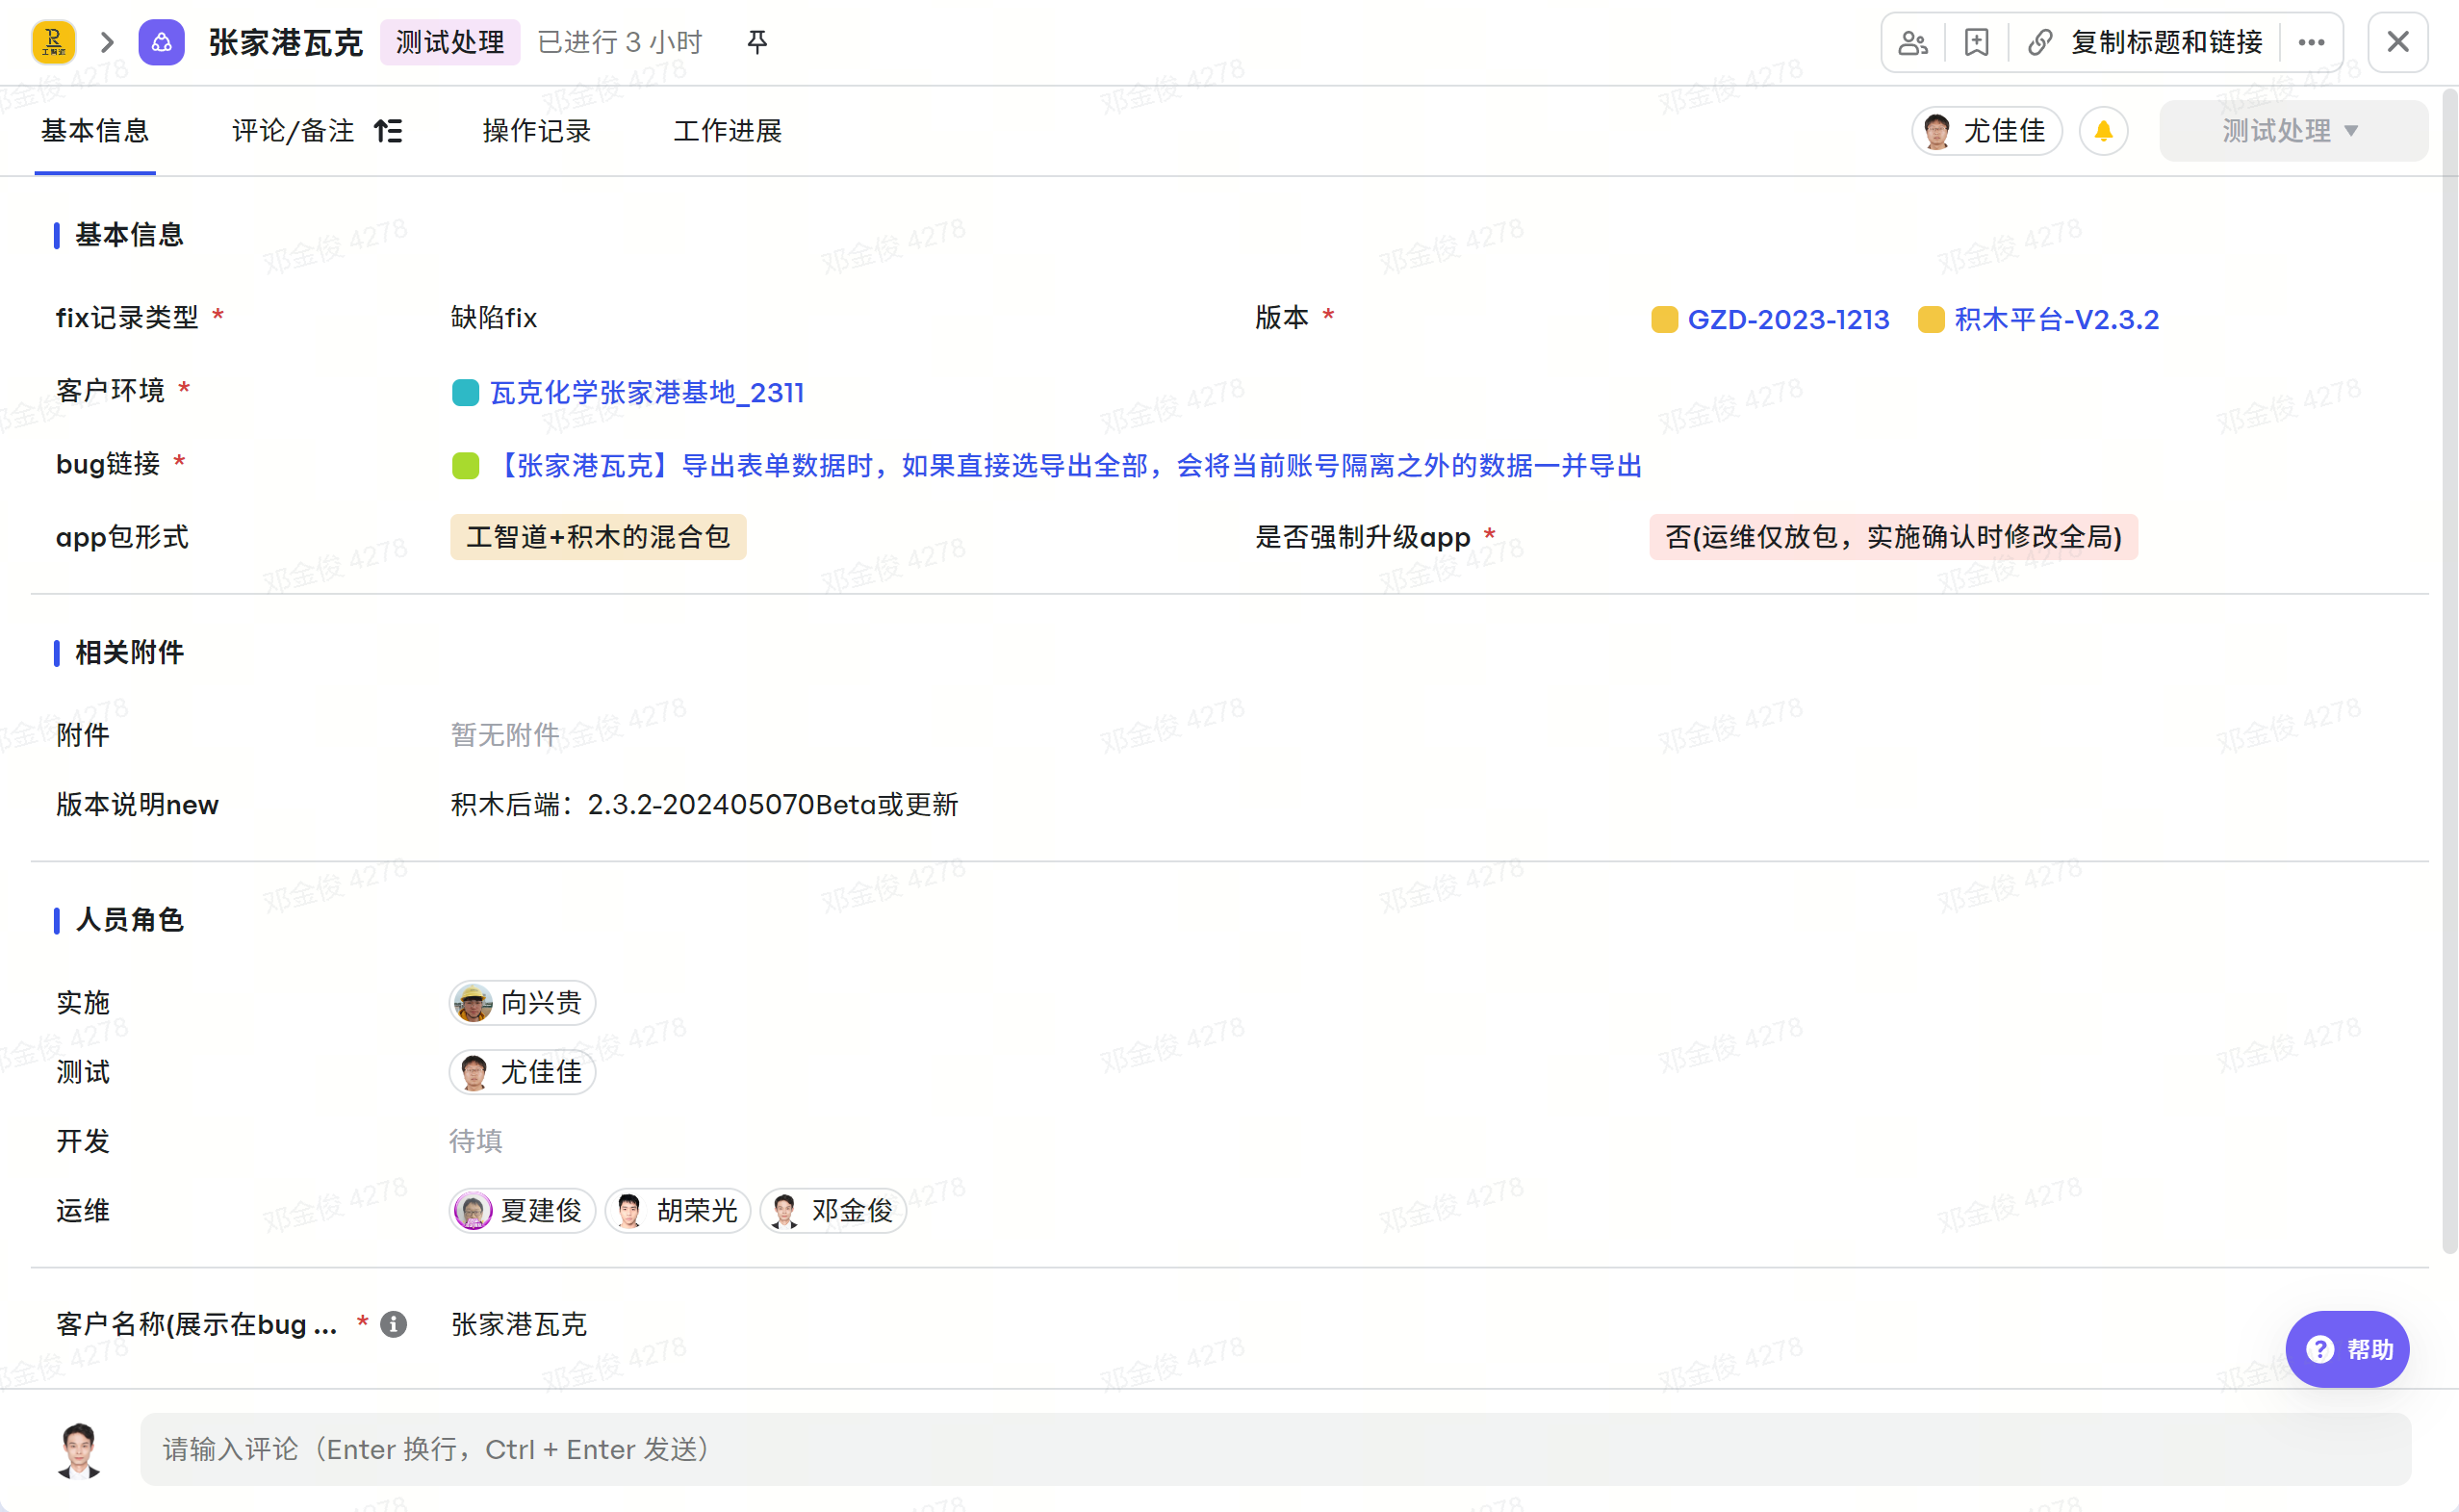 工智道
张家港瓦克 测试处理 已进行 3 小时 复制标题和链接
基本信息 评论/备注 操作记录 工作进展 尤佳佳 测试处理
基本信息
fix记录类型 * 缺陷fix 版本 * GZD-2023-1213 积木平台-V2.3.2
客户环境 * 瓦克化学张家港基地_2311
bug链接 * 【张家港瓦克】导出表单数据时，如果直接选导出全部，会将当前账号隔离之外的数据一并导出
app包形式 工智道+积木的混合包 是否强制升级app * 否(运维仅放包，实施确认时修改全局)
相关附件
附件 暂无附件
版本说明new 积木后端：2.3.2-202405070Beta或更新
人员角色
实施 向兴贵
测试 尤佳佳
开发 待填
运维 夏建俊 胡荣光 邓金俊
客户名称(展示在bug ... * 张家港瓦克
帮助
请输入评论（Enter 换行，Ctrl + Enter 发送）
邓金俊 4278